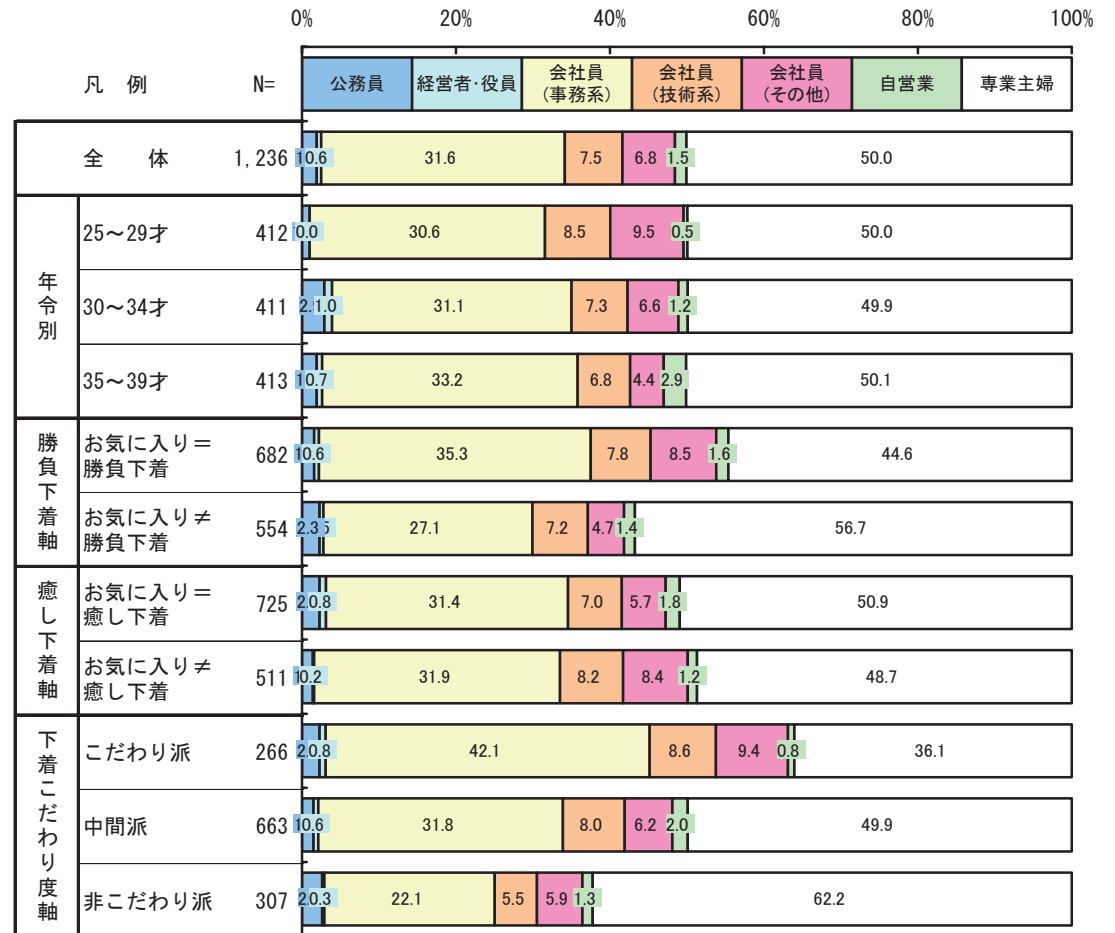 0% 20% 40% 60% 80% 100%
凡 例 N= 公務員 経営者・役員 会社員(事務系) 会社員(技術系) 会社員(その他) 自営業 専業主婦
全 体 1,236 0.6 31.6 7.5 6.8 1.5 50.0
年令別
25～29才 412 0.0 30.6 8.5 9.5 0.5 50.0
30～34才 411 1.0 31.1 7.3 6.6 1.2 49.9
35～39才 413 0.7 33.2 6.8 4.4 2.9 50.1
勝負下着軸
お気に入り＝
勝負下着 682 0.6 35.3 7.8 8.5 1.6 44.6
お気に入り≠
勝負下着 554 2.3 27.1 7.2 4.7 1.4 56.7
癒し下着軸
お気に入り＝
癒し下着 725 0.8 31.4 7.0 5.7 1.8 50.9
お気に入り≠
癒し下着 511 0.2 31.9 8.2 8.4 1.2 48.7
下着こだわり度軸
こだわり派 266 0.8 42.1 8.6 9.4 0.8 36.1
中間派 663 0.6 31.8 8.0 6.2 2.0 49.9
非こだわり派 307 0.3 22.1 5.5 5.9 1.3 62.2